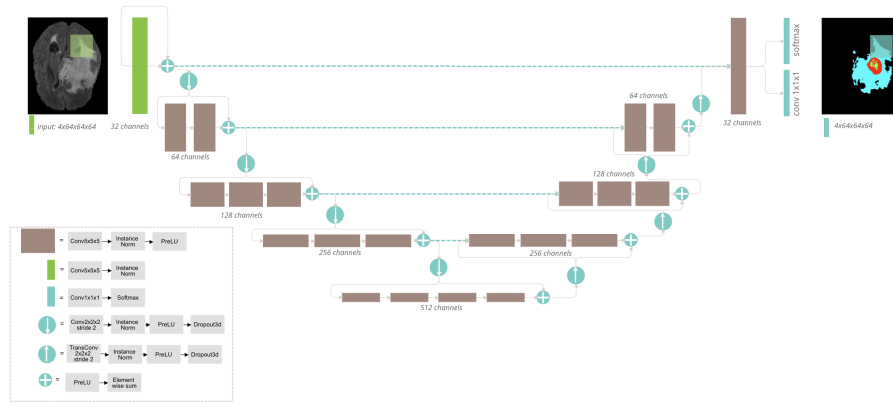 input: 4x64x64x64
32 channels
64 channels
128 channels
256 channels
512 channels
256 channels
128 channels
64 channels
32 channels
softmax
conv 1x1x1
4x64x64x64
= Conv5x5x5 Instance Norm PreLU
= Conv5x5x5 Instance Norm
= Conv1x1x1 Softmax
= Conv2x2x2 stride 2 Instance Norm PreLU Dropout3d
= TransConv 2x2x2 stride 2 Instance Norm PreLU Dropout3d
= PreLU Element wise sum